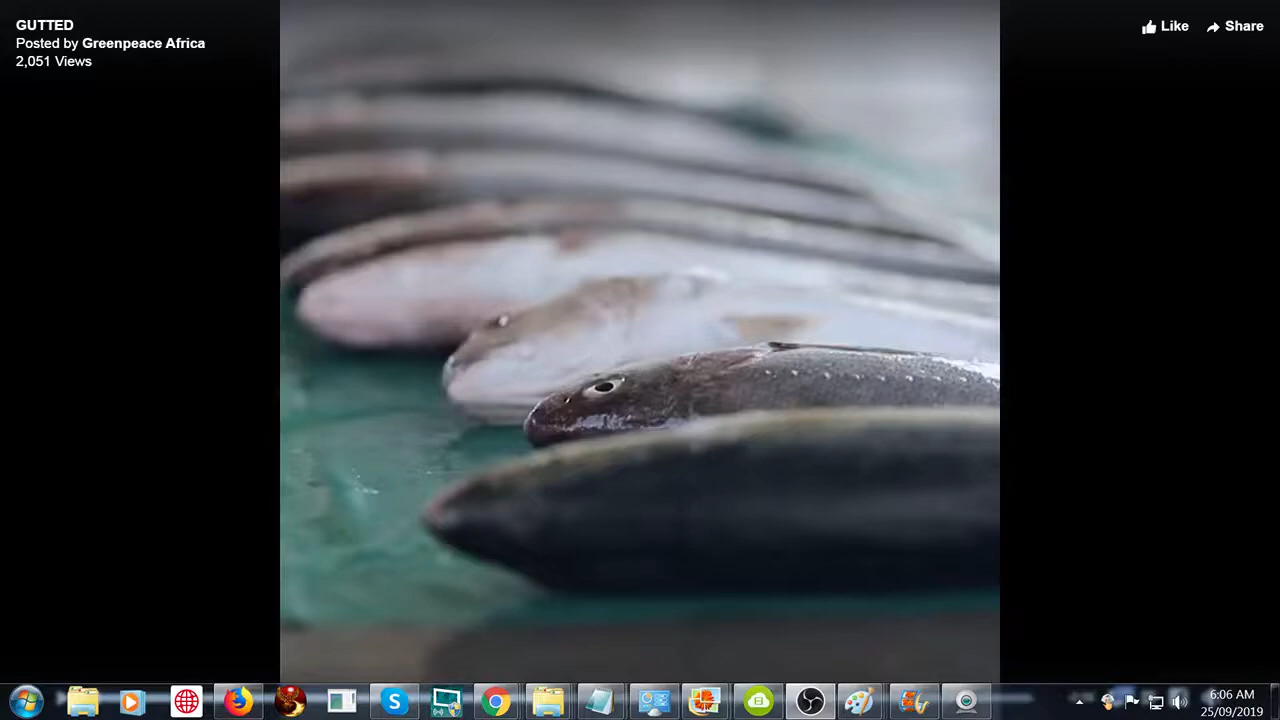 GUTTED
Posted by Greenpeace Africa
2,051 Views
Like
Share
6:06 AM
25/09/2019